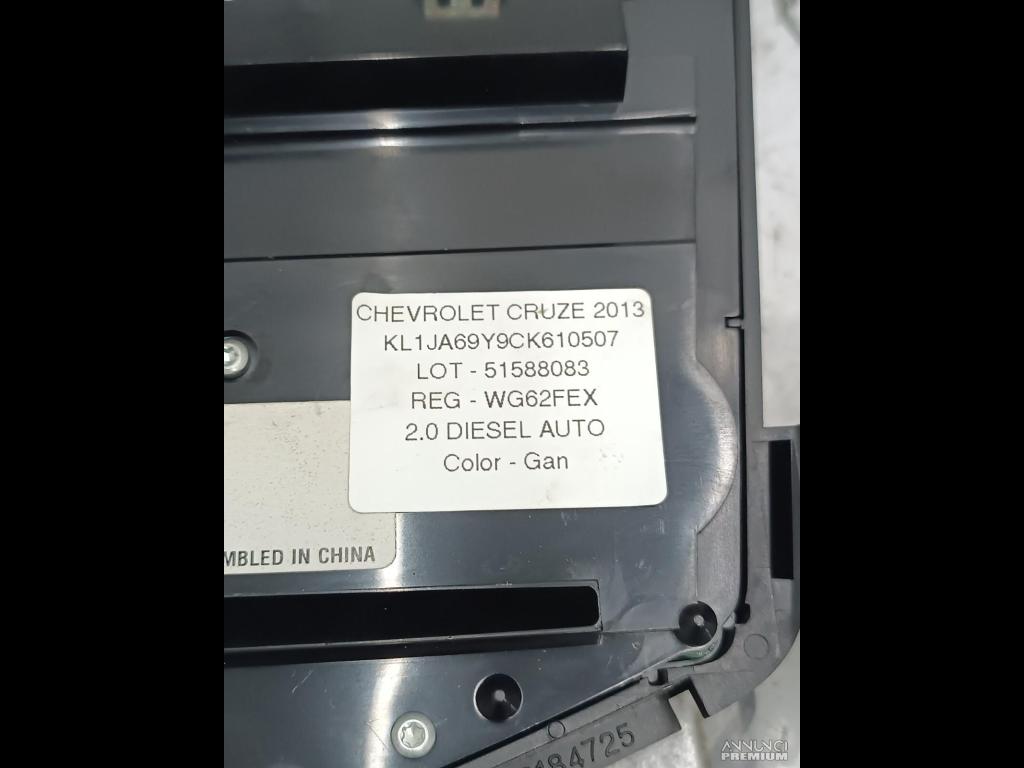 CHEVROLET CRUZE 2013
KL1JA69Y9CK610507
LOT - 51588083
REG - WG62FEX
2.0 DIESEL AUTO
Color - Gan
MBLED IN CHINA
184725
ANNUNCI
PREMIUM